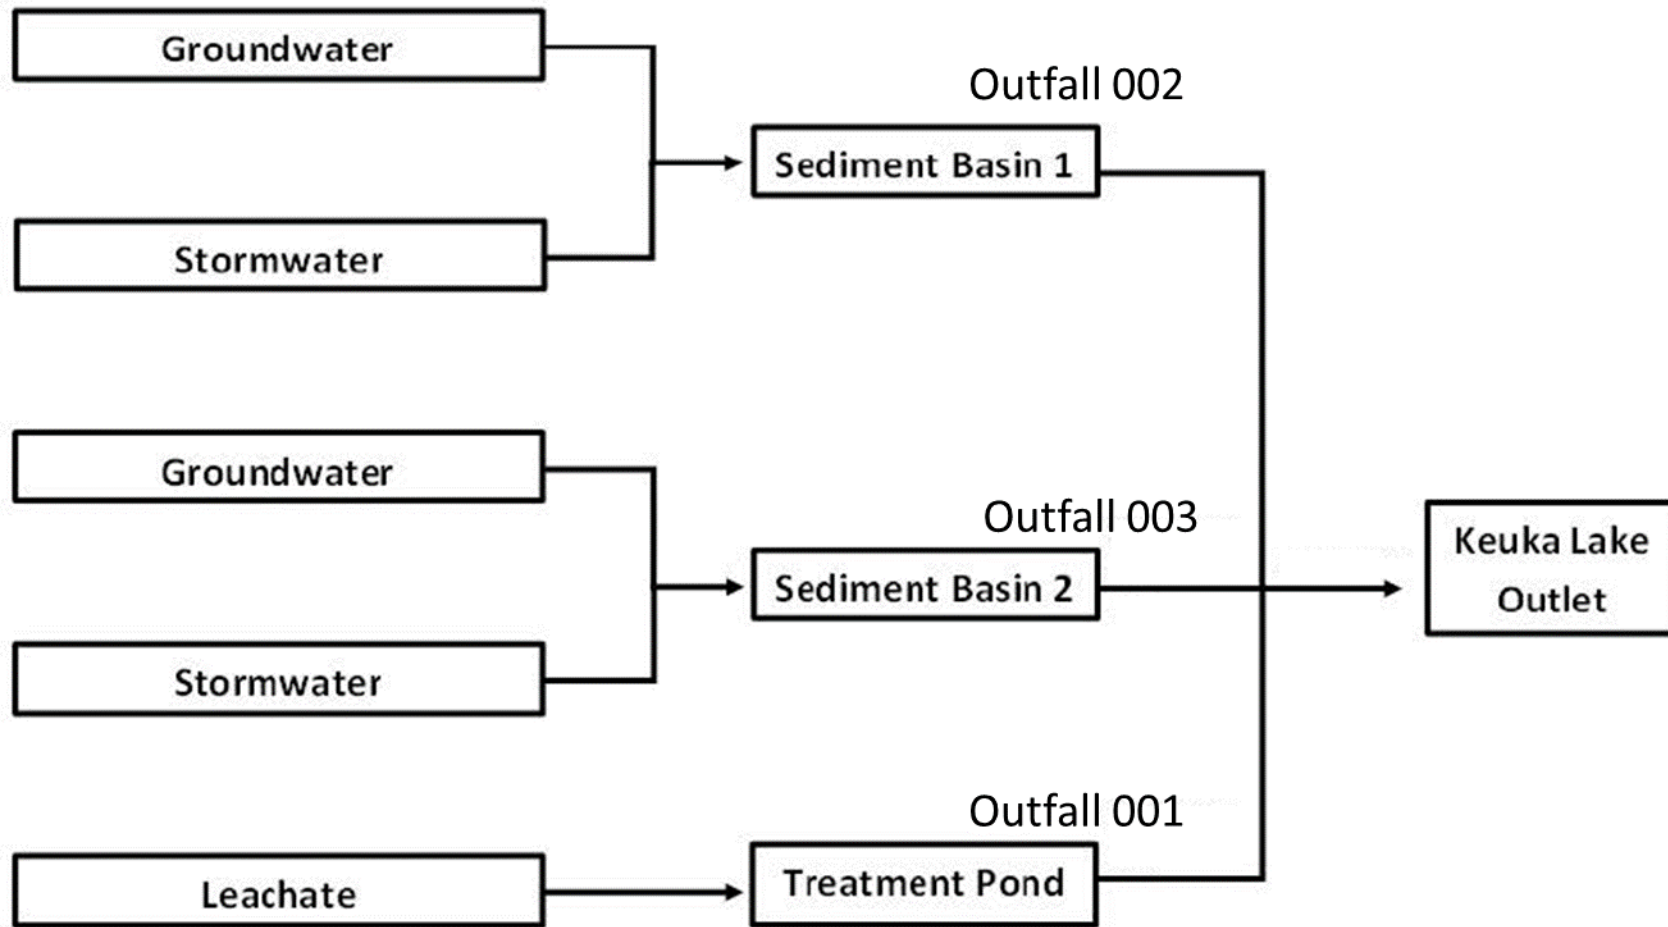 Groundwater
Outfall 002
Sediment Basin 1
Stormwater
Groundwater
Outfall 003
Sediment Basin 2
Keuka Lake
Outlet
Stormwater
Outfall 001
Treatment Pond
Leachate